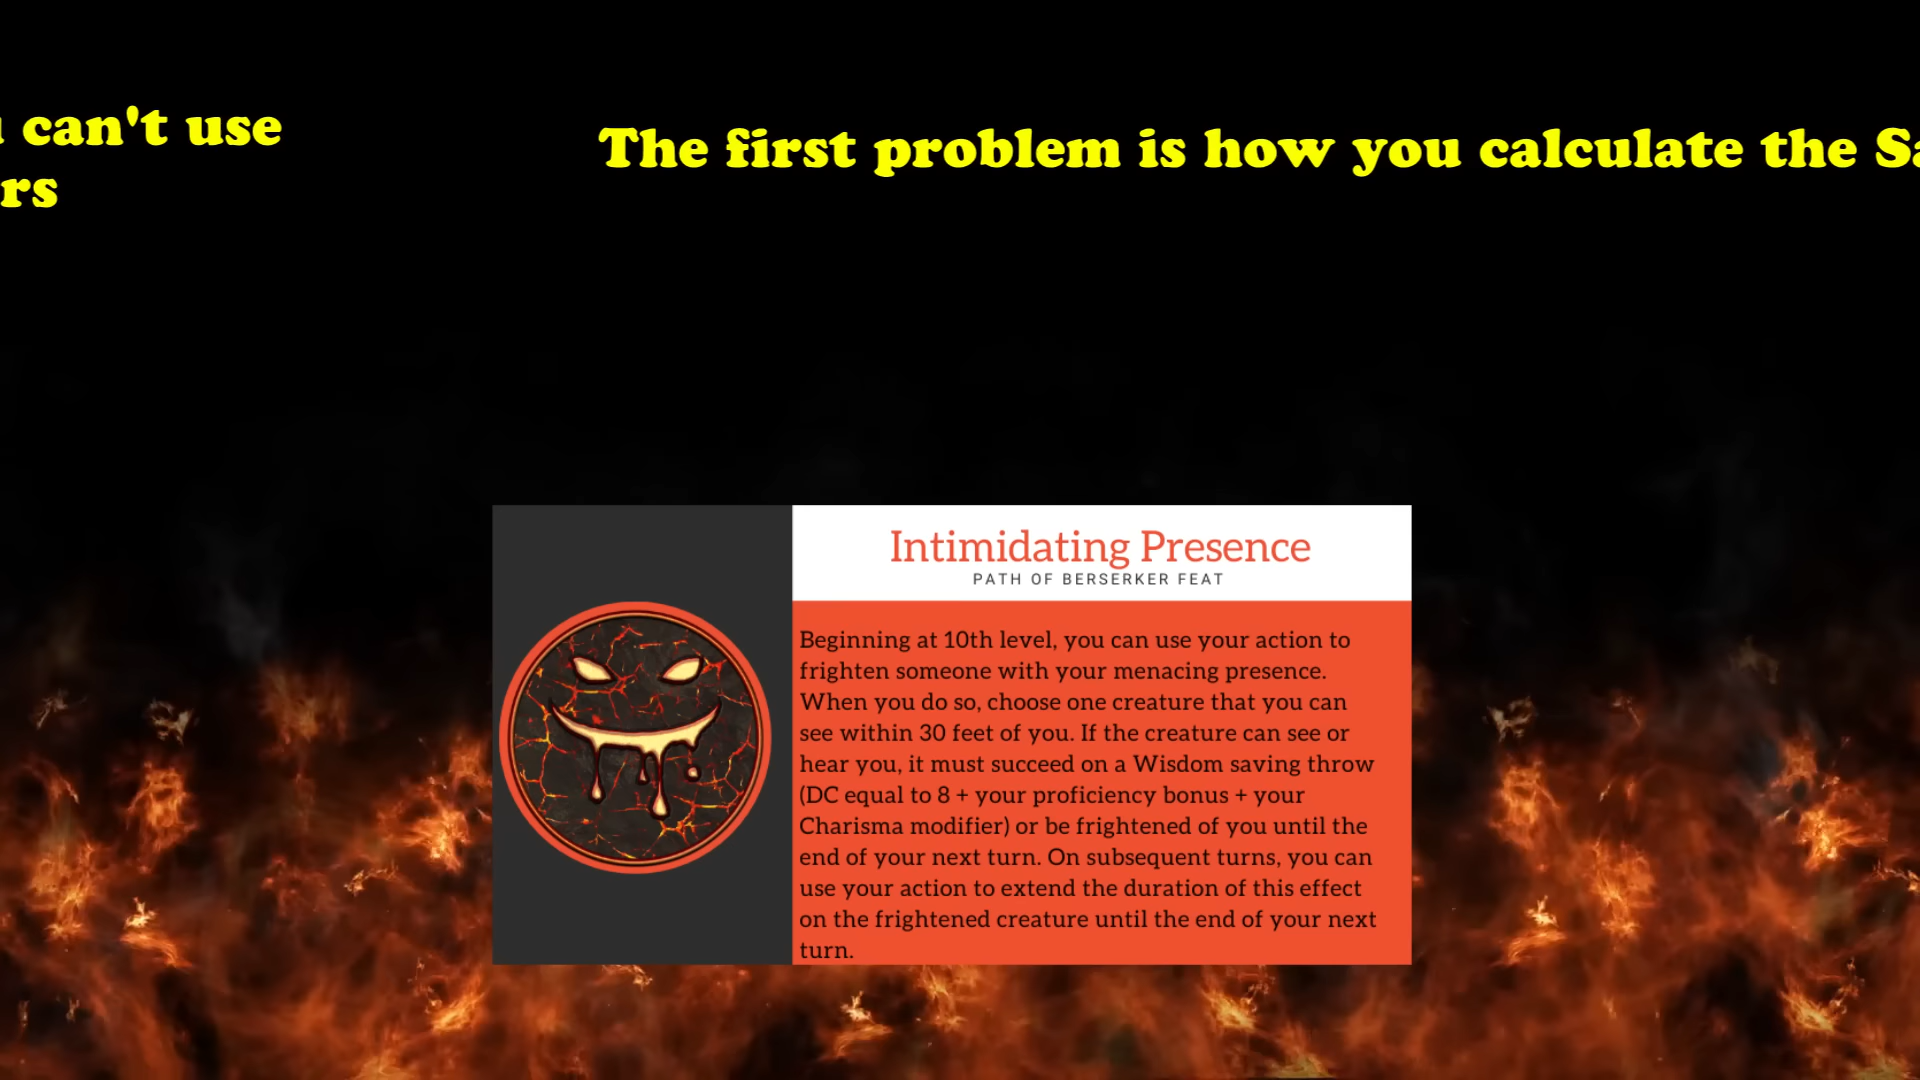 can't use
The first problem is how you calculate the
Intimidating Presence
PATH OF BERSERKER FEAT
Beginning at 10th level, you can use your action to
frighten someone with your menacing presence.
When you do so, choose one creature that you can
see within 30 feet of you. If the creature can see or
hear you, it must succeed on a Wisdom saving throw
(DC equal to 8 + your proficiency bonus + your
Charisma modifier) or be frightened of you until the
end of your next turn. On subsequent turns, you can
use your action to extend the duration of this effect
on the frightened creature until the end of your next
turn.